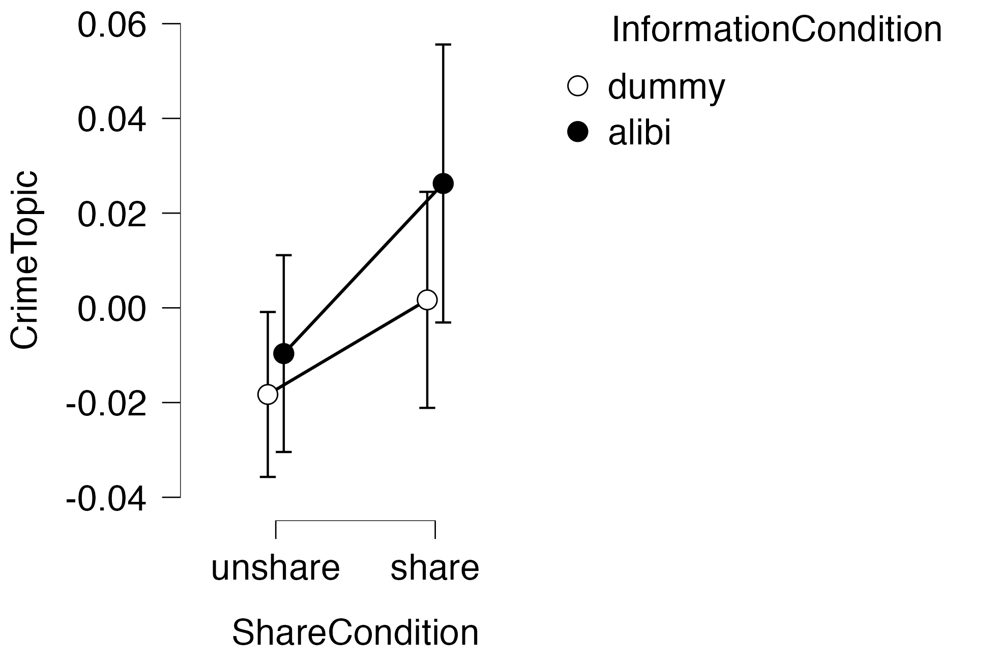 0.06
0.04
0.02
0.00
-0.02
-0.04
CrimeTopic
unshare share
ShareCondition
InformationCondition
dummy
alibi